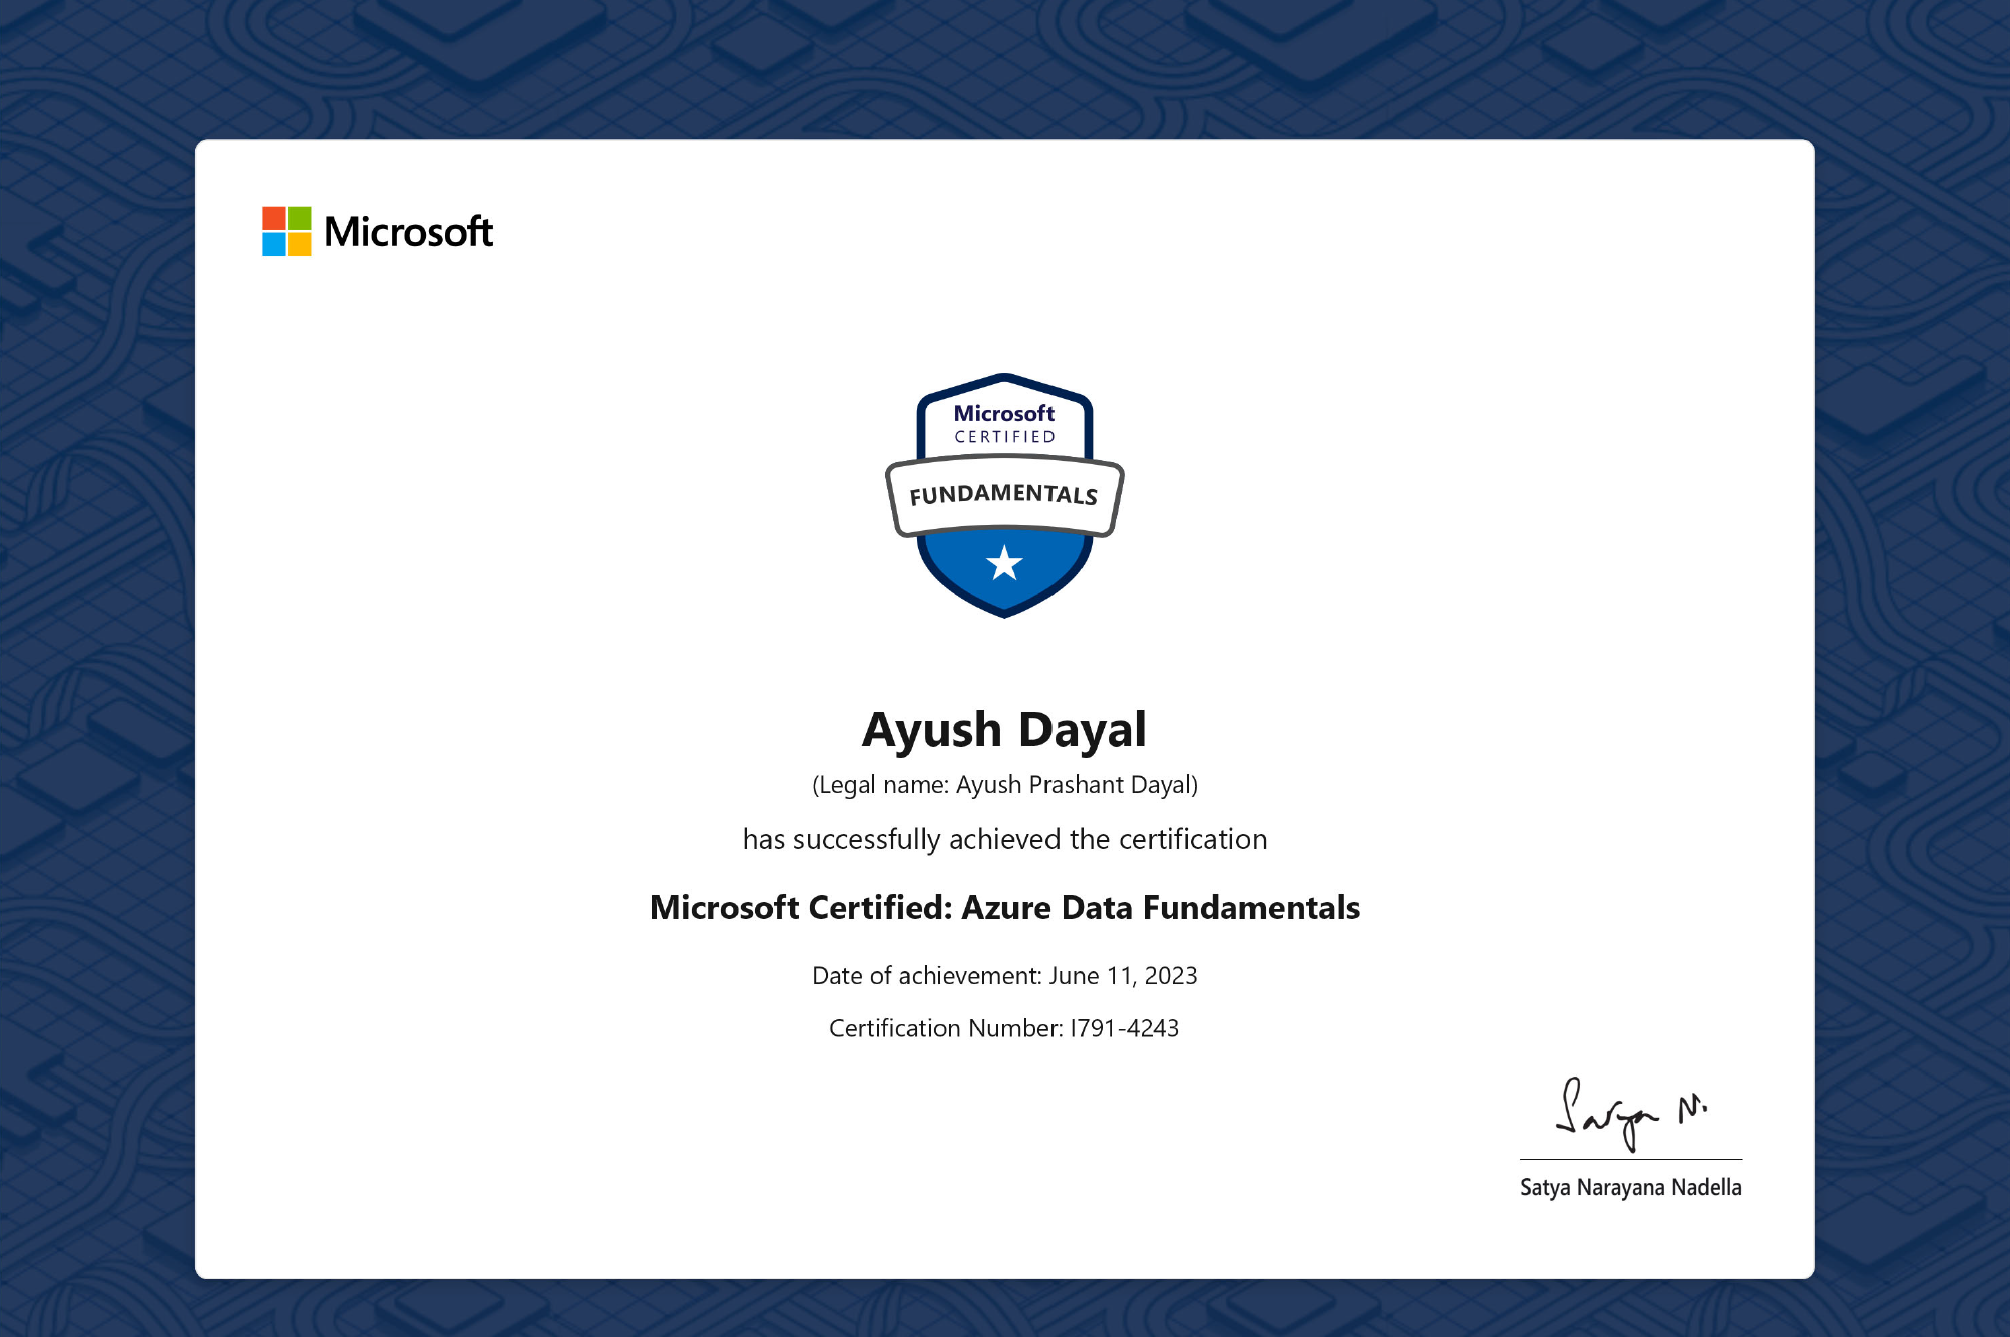 Microsoft
Microsoft
CERTIFIED
FUNDAMENTALS
Ayush Dayal
(Legal name: Ayush Prashant Dayal)
has successfully achieved the certification
Microsoft Certified: Azure Data Fundamentals
Date of achievement: June 11, 2023
Certification Number: I791-4243
Satya N.
Satya Narayana Nadella